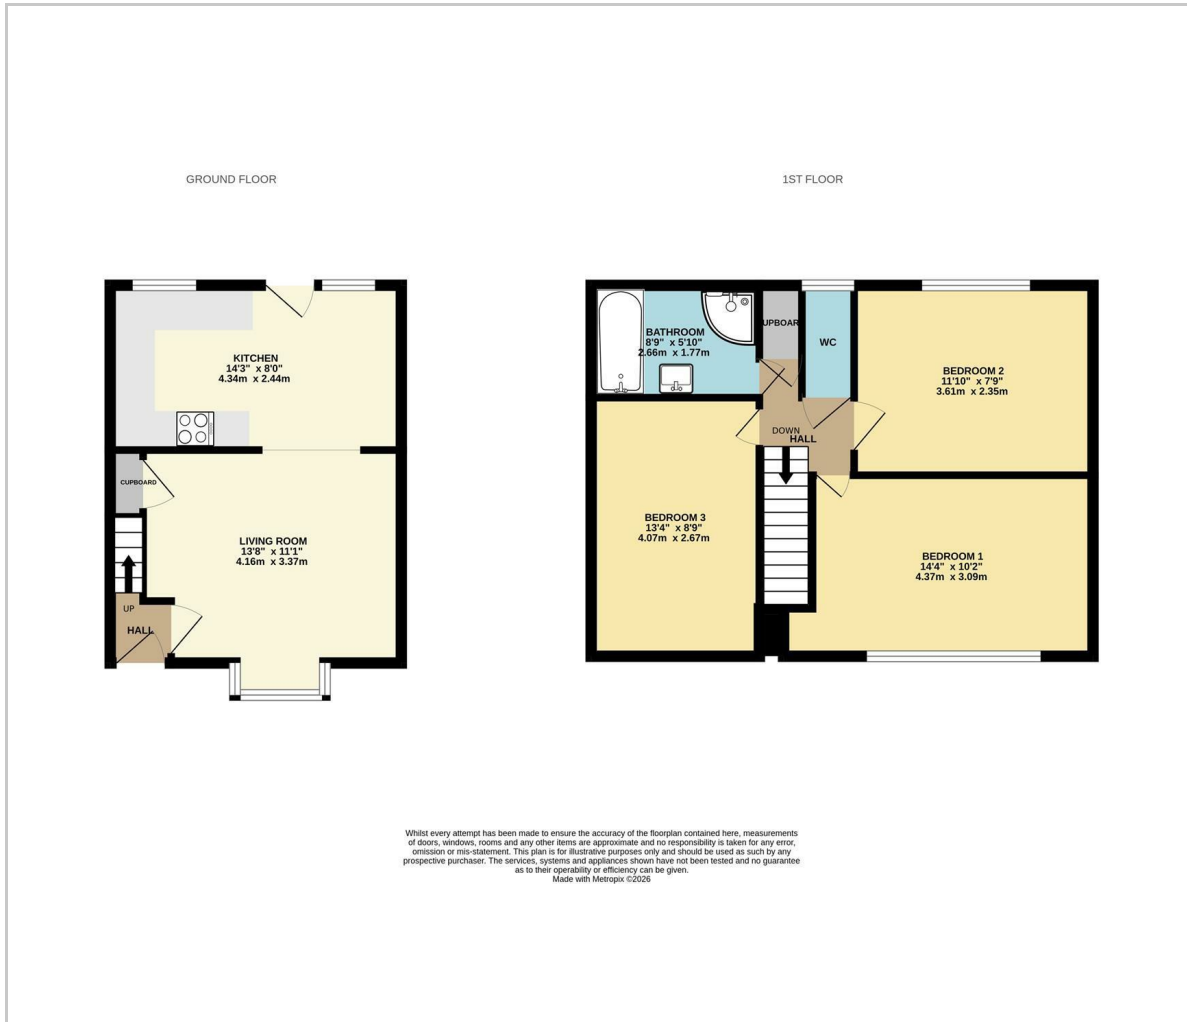 GROUND FLOOR
1ST FLOOR
KITCHEN
14'3" x 8'0"
4.34m x 2.44m
CUPBOARD
LIVING ROOM
13'8" x 11'1"
4.16m x 3.37m
UP
HALL
BATHROOM
8'9" x 5'10"
2.66m x 1.77m
UPBOAR
WC
BEDROOM 2
11'10" x 7'9"
3.61m x 2.35m
DOWN
HALL
BEDROOM 3
13'4" x 8'9"
4.07m x 2.67m
BEDROOM 1
14'4" x 10'2"
4.37m x 3.09m
Whilst every attempt has been made to ensure the accuracy of the floorplan contained here, measurements
of doors, windows, rooms and any other items are approximate and no responsibility is taken for any error,
omission or mis-statement. This plan is for illustrative purposes only and should be used as such by any
prospective purchaser. The services, systems and appliances shown have not been tested and no guarantee
as to their operability or efficiency can be given.
Made with Metropix ©2026